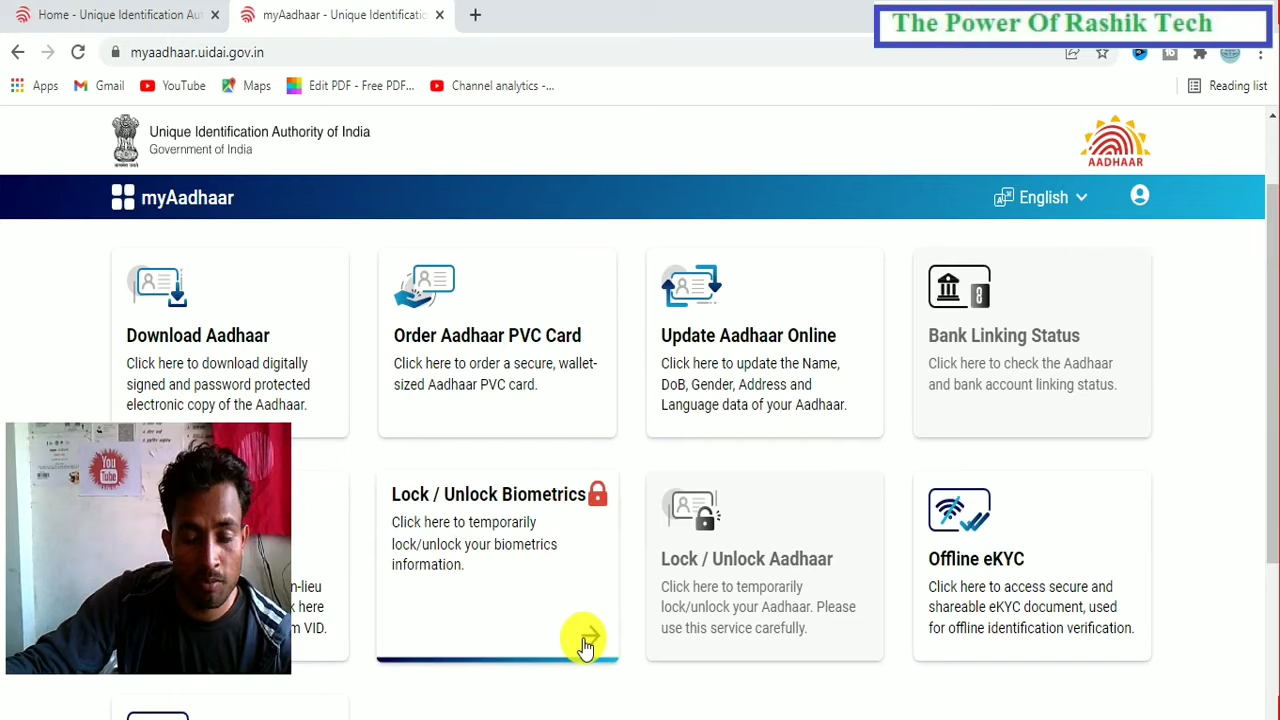 Home - Unique Identification Aut
myAadhaar - Unique Identificatio
The Power Of Rashik Tech
myaadhaar.uidai.gov.in
Apps
Gmail
YouTube
Maps
Edit PDF - Free PDF...
Channel analytics -...
Reading list
Unique Identification Authority of India
Government of India
AADHAAR
myAadhaar
English
Download Aadhaar
Click here to download digitally
signed and password protected
electronic copy of the Aadhaar.
Order Aadhaar PVC Card
Click here to order a secure, wallet-
sized Aadhaar PVC card.
Update Aadhaar Online
Click here to update the Name,
DoB, Gender, Address and
Language data of your Aadhaar.
Bank Linking Status
Click here to check the Aadhaar
and bank account linking status.
You
Tube
n-lieu
k here
m VID.
Lock / Unlock Biometrics
Click here to temporarily
lock/unlock your biometrics
information.
Lock / Unlock Aadhaar
Click here to temporarily
lock/unlock your Aadhaar. Please
use this service carefully.
Offline eKYC
Click here to access secure and
shareable eKYC document, used
for offline identification verification.